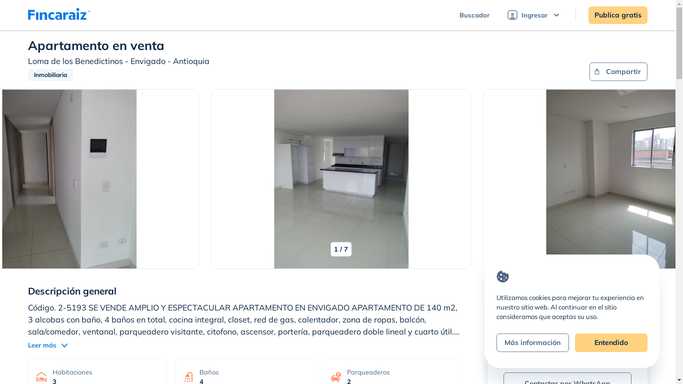 Fincaraiz
Buscador
Ingresar
Publica gratis
Apartamento en venta
Loma de los Benedictinos - Envigado - Antioquia
Inmobiliaria
Compartir
1 / 7
Descripción general
Código. 2-5193 SE VENDE AMPLIO Y ESPECTACULAR APARTAMENTO EN ENVIGADO APARTAMENTO DE 140 m2,
3 alcobas con baño, 4 baños en total, cocina integral, closet, red de gas, calentador, zona de ropas, balcón,
sala/comedor, ventanal, parqueadero visitante, citofono, ascensor, portería, parqueadero doble lineal y cuarto útil....
Leer más
Habitaciones
3
Baños
4
Parqueaderos
2
Utilizamos cookies para mejorar tu experiencia en
nuestro sitio web. Al continuar en el sitio
consideramos que aceptas su uso.
Más información
Entendido
Contactar por WhatsApp